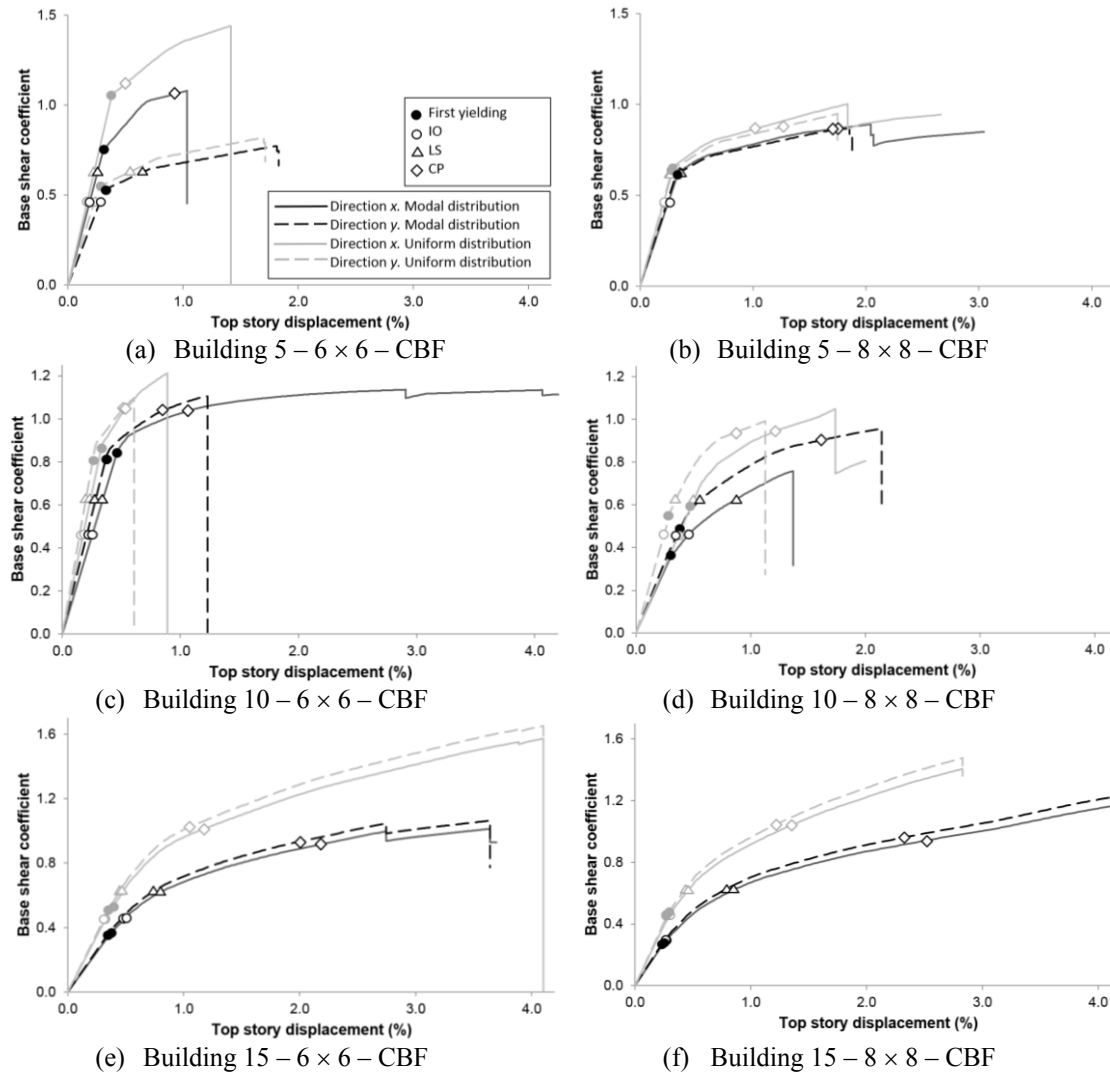 Base shear coefficient
1.5
1.0
0.5
0.0
0.0 1.0 2.0 3.0 4.0
Top story displacement (%)
First yielding
IO
LS
CP
Direction x. Modal distribution
Direction y. Modal distribution
Direction x. Uniform distribution
Direction y. Uniform distribution
(a) Building 5 – 6 × 6 – CBF
Base shear coefficient
1.5
1.0
0.5
0.0
0.0 1.0 2.0 3.0 4.0
Top story displacement (%)
(b) Building 5 – 8 × 8 – CBF
Base shear coefficient
1.2
1.0
0.8
0.6
0.4
0.2
0.0
0.0 1.0 2.0 3.0 4.0
Top story displacement (%)
(c) Building 10 – 6 × 6 – CBF
Base shear coefficient
1.2
1.0
0.8
0.6
0.4
0.2
0.0
0.0 1.0 2.0 3.0 4.0
Top story displacement (%)
(d) Building 10 – 8 × 8 – CBF
Base shear coefficient
1.6
1.2
0.8
0.4
0.0
0.0 1.0 2.0 3.0 4.0
Top story displacement (%)
(e) Building 15 – 6 × 6 – CBF
Base shear coefficient
1.6
1.2
0.8
0.4
0.0
0.0 1.0 2.0 3.0 4.0
Top story displacement (%)
(f) Building 15 – 8 × 8 – CBF